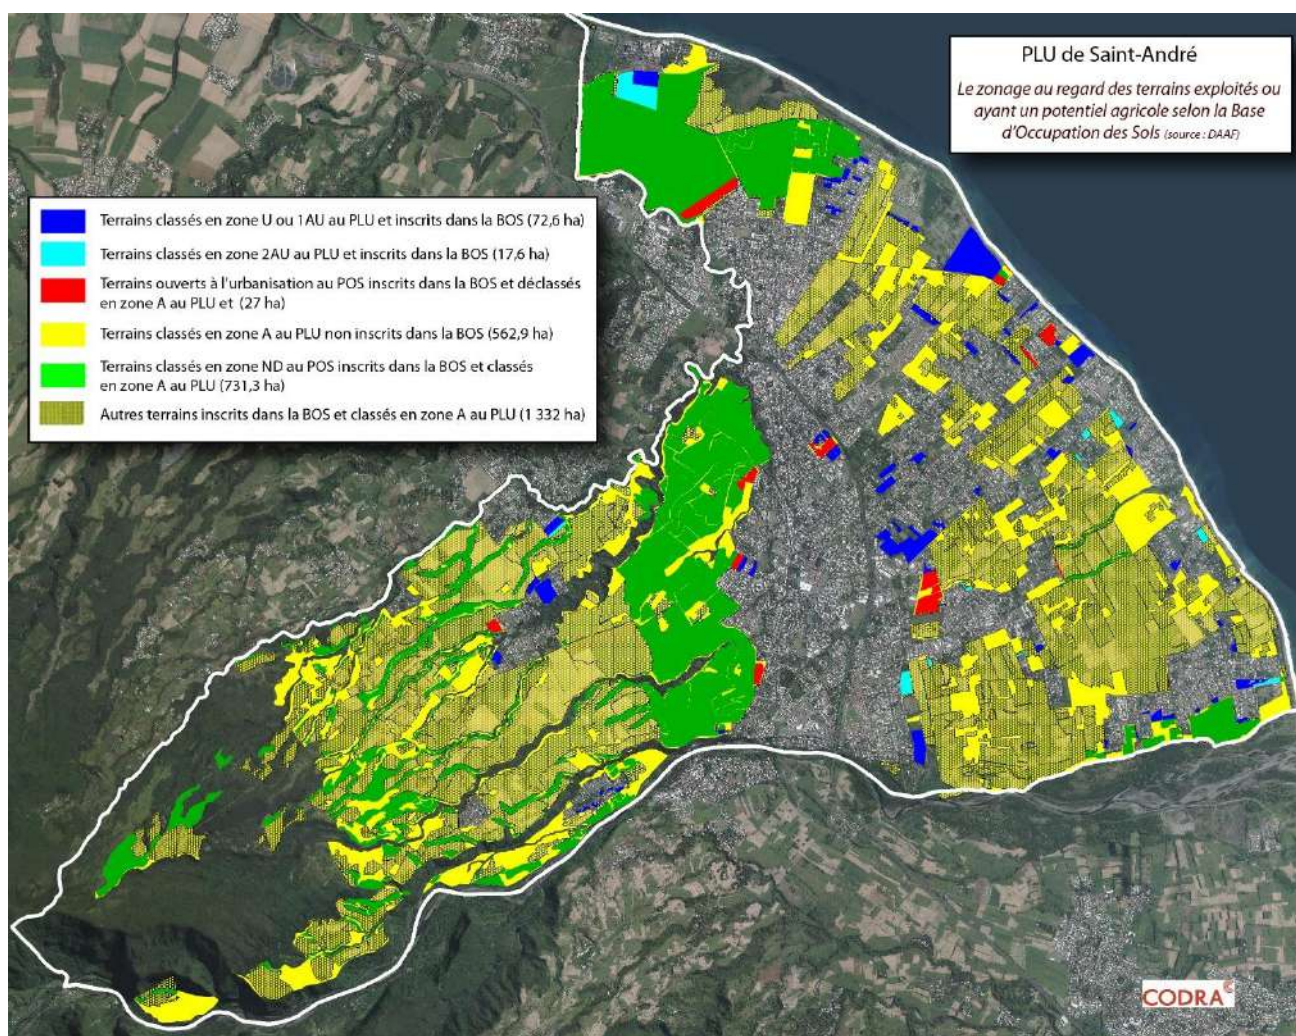 PLU de Saint-André
Le zonage au regard des terrains exploités ou
ayant un potentiel agricole selon la Base
d'Occupation des Sols (source : DAAF)
Terrains classés en zone U ou 1AU au PLU et inscrits dans la BOS (72,6 ha)
Terrains classés en zone 2AU au PLU et inscrits dans la BOS (17,6 ha)
Terrains ouverts à l'urbanisation au POS inscrits dans la BOS et déclassés
en zone A au PLU et (27 ha)
Terrains classés en zone A au PLU non inscrits dans la BOS (562,9 ha)
Terrains classés en zone ND au POS inscrits dans la BOS et classés
en zone A au PLU (731,3 ha)
Autres terrains inscrits dans la BOS et classés en zone A au PLU (1 332 ha)
CODRA